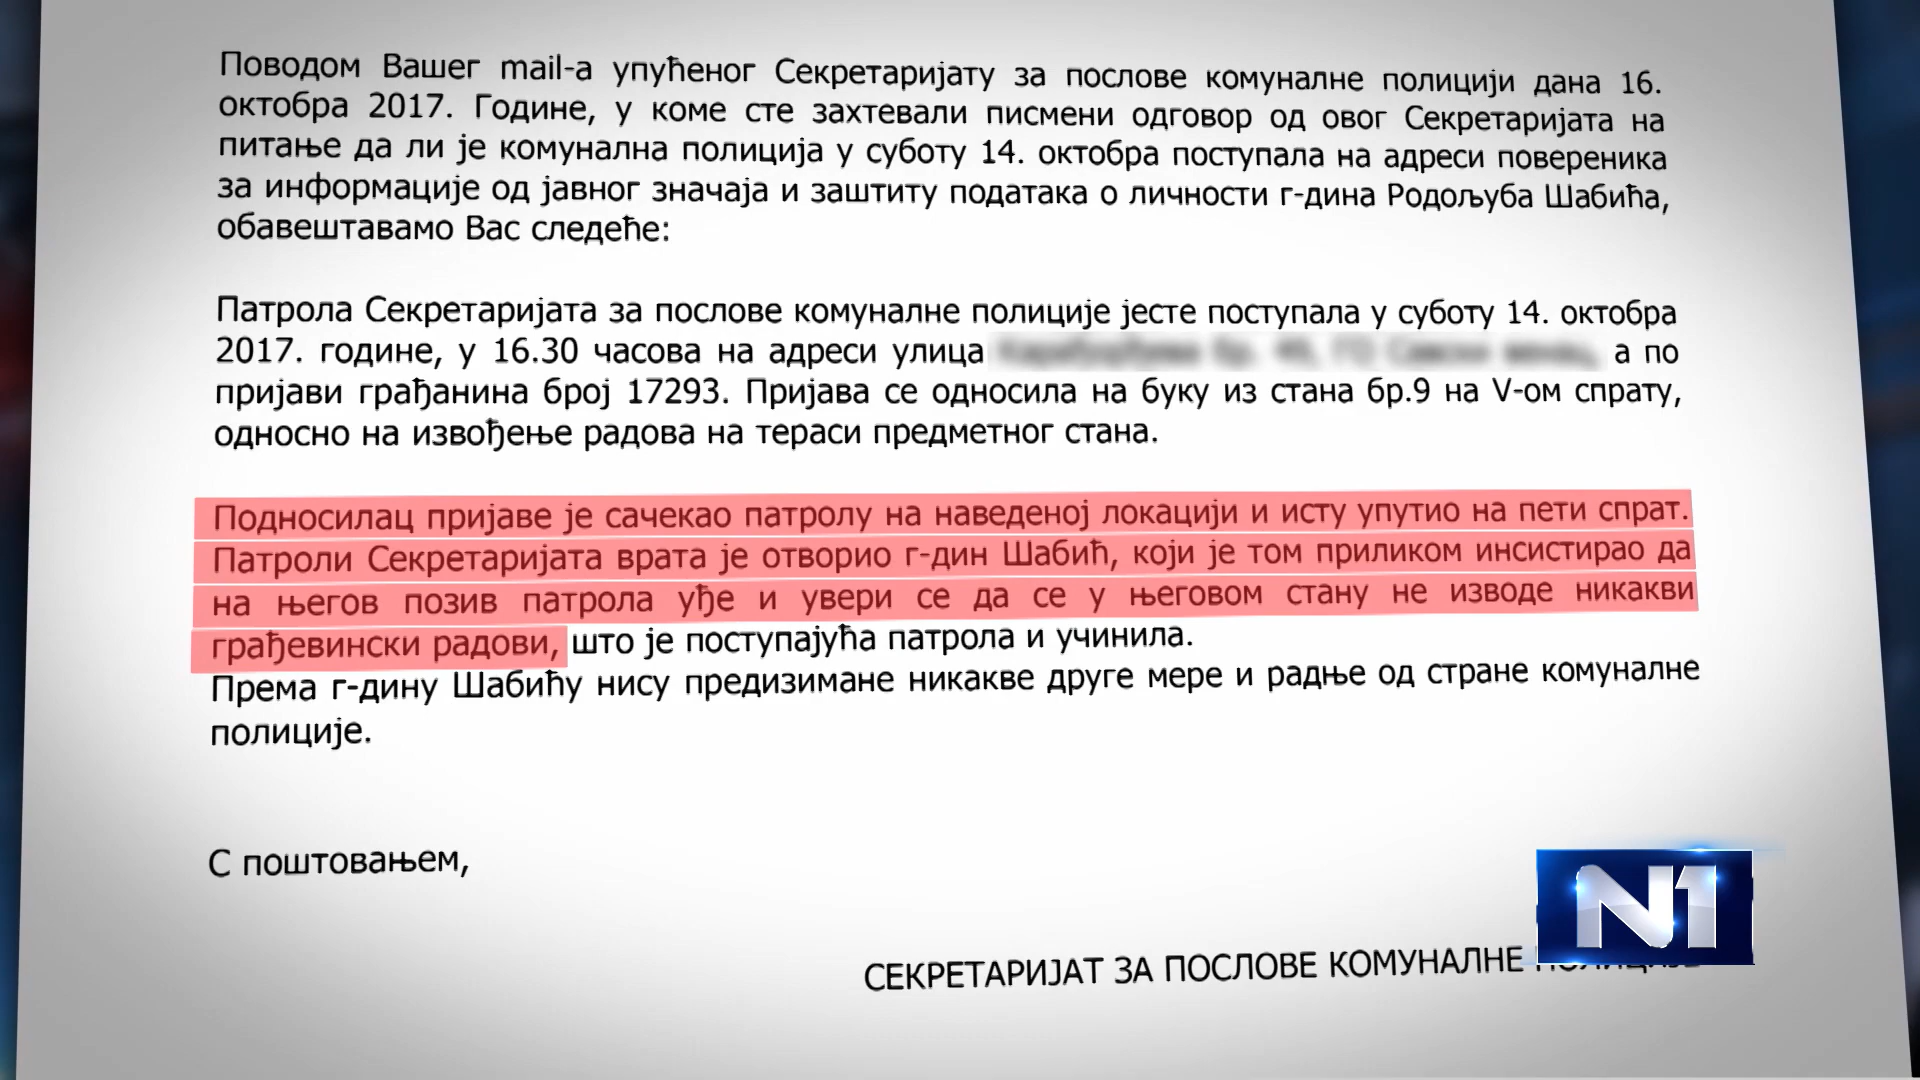 Поводом Вашег mail-а упућеног Секретаријату за послове комуналне полицији дана 16.
октобра 2017. Године, у коме сте захтевали писмени одговор од овог Секретаријата на
питање да ли је комунална полиција у суботу 14. октобра поступала на адреси повереника
за информације од јавног значаја и заштиту података о личности г-дина Родољуба Шабића,
обавештавамо Вас следеће:
Патрола Секретаријата за послове комуналне полиције јесте поступала у суботу 14. октобра
2017. године, у 16.30 часова на адреси улица а по
пријави грађанина број 17293. Пријава се односила на буку из стана бр.9 на V-ом спрату,
односно на извођење радова на тераси предметног стана.
Подносилац пријаве је сачекао патролу на наведеној локацији и исту упутио на пети спрат.
Патроли Секретаријата врата је отворио г-дин Шабић, који је том приликом инсистирао да
на његов позив патрола уђе и увери се да се у његовом стану не изводе никакви
грађевински радови, што је поступајућа патрола и учинила.
Према г-дину Шабићу нису предизимане никакве друге мере и радње од стране комуналне
полиције.
С поштовањем,
N1
СЕКРЕТАРИЈАТ ЗА ПОСЛОВЕ КОМУНАЛНЕ